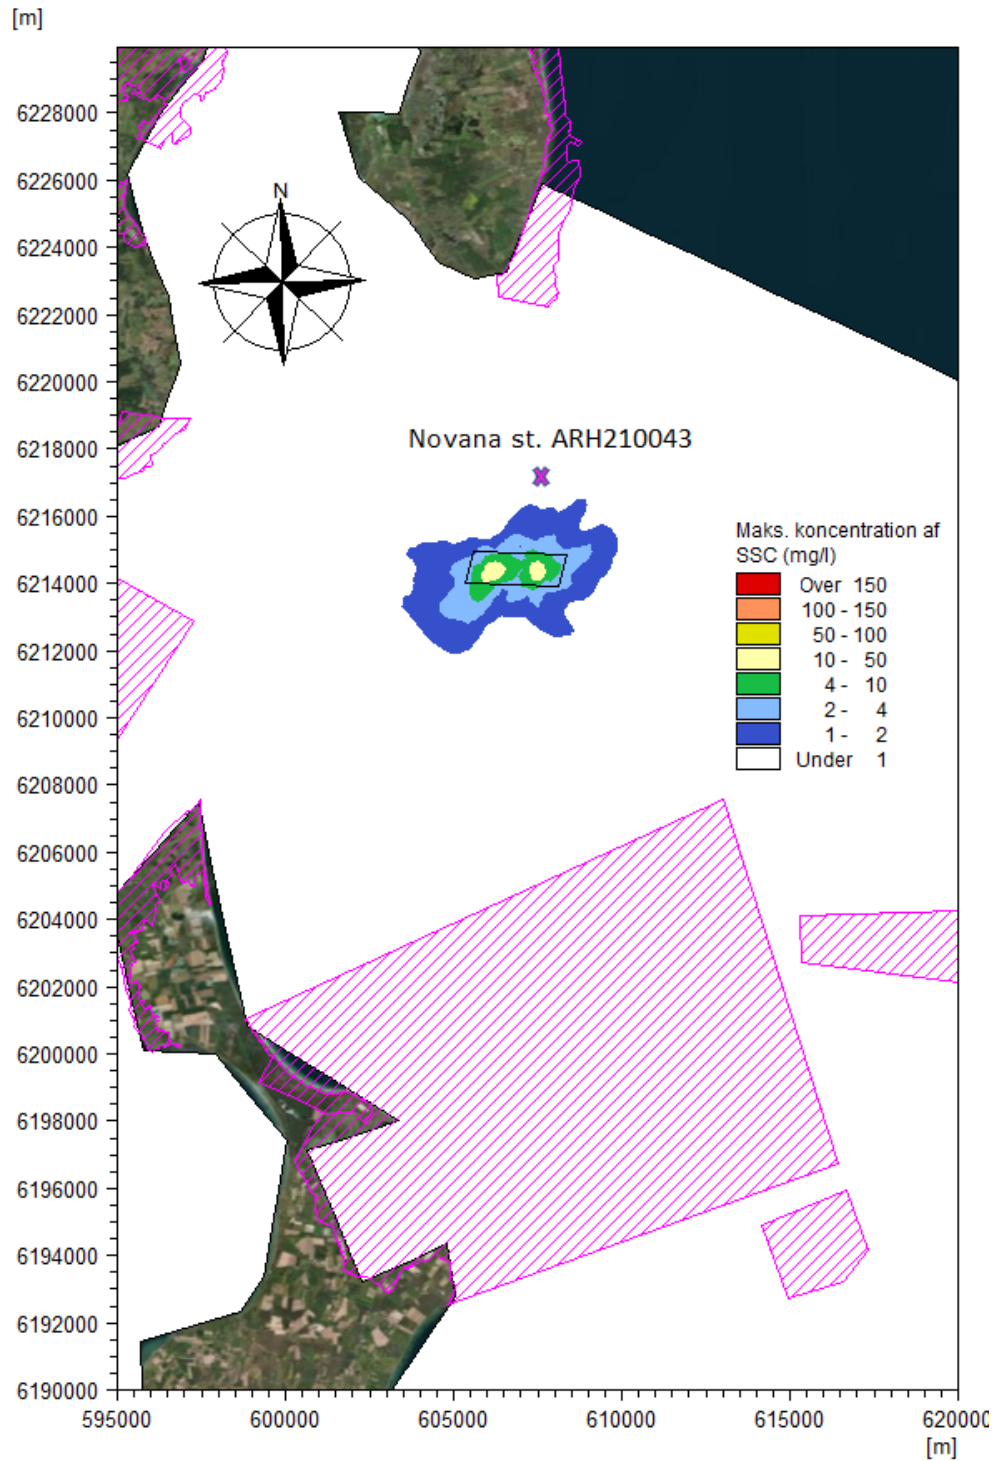 [m]
6228000
6226000
6224000
6222000
6220000
6218000
6216000
6214000
6212000
6210000
6208000
6206000
6204000
6202000
6200000
6198000
6196000
6194000
6192000
6190000
N
Novana st. ARH210043
Maks. koncentration af
SSC (mg/l)
Over 150
100 - 150
50 - 100
10 - 50
4 - 10
2 - 4
1 - 2
Under 1
595000 600000 605000 610000 615000 620000
[m]